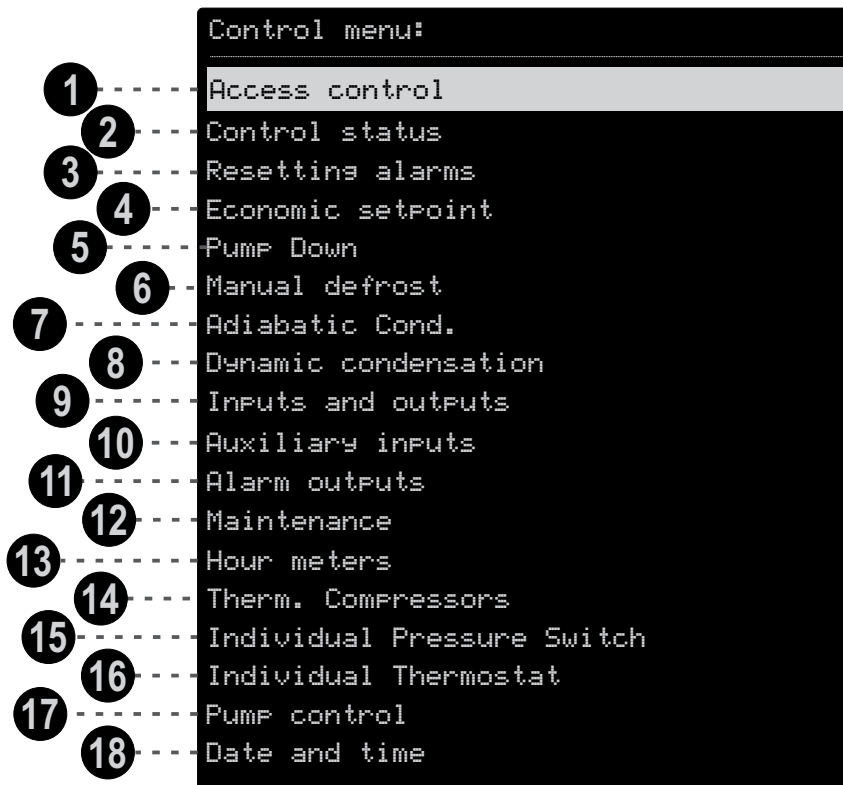 Control menu:
1 Access control
2 Control status
3 Resetting alarms
4 Economic setpoint
5 Pump Down
6 Manual defrost
7 Adiabatic Cond.
8 Dynamic condensation
9 Inputs and outputs
10 Auxiliary inputs
11 Alarm outputs
12 Maintenance
13 Hour meters
14 Therm. Compressors
15 Individual Pressure Switch
16 Individual Thermostat
17 Pump control
18 Date and time